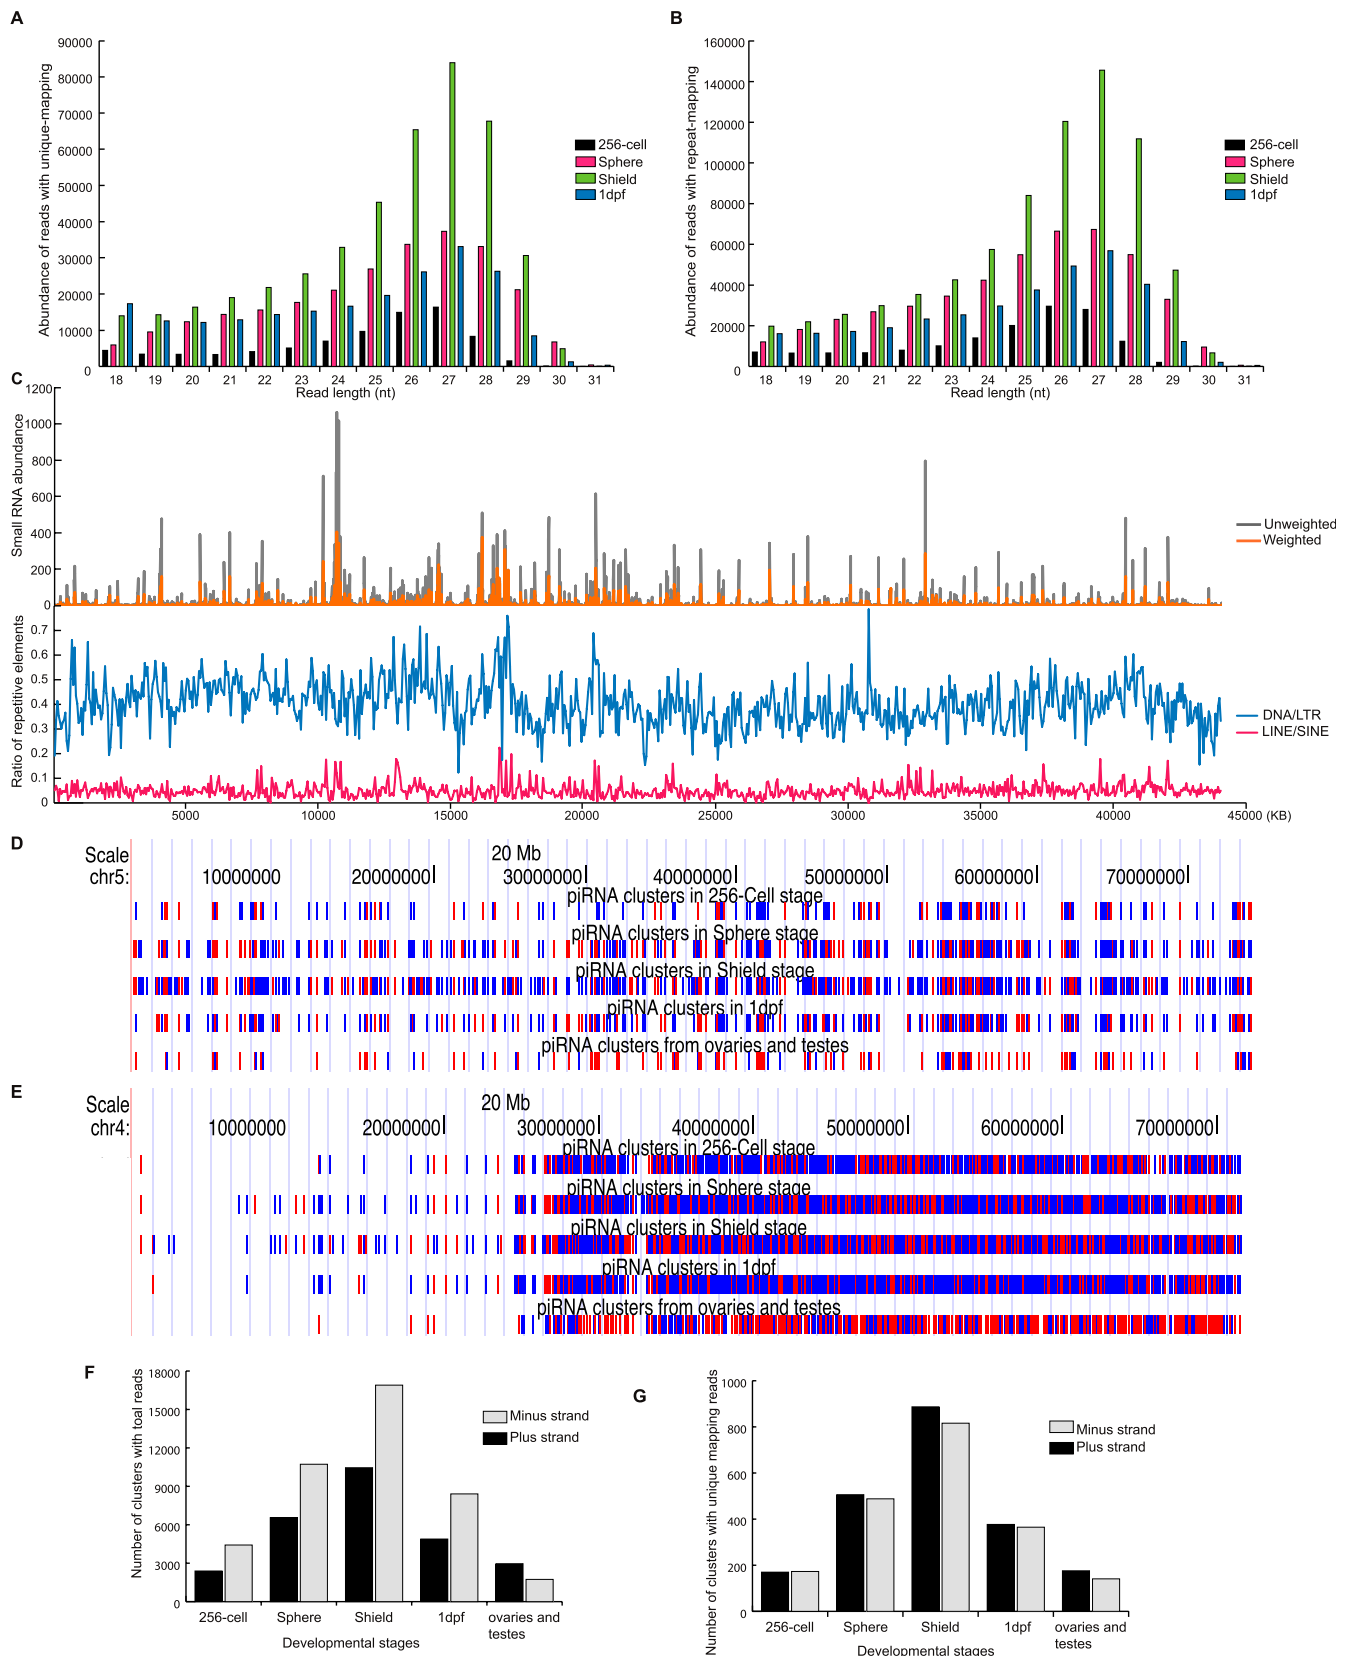 A
90000
80000
70000
60000
50000
40000
30000
20000
10000
0
Abundance of reads with unique-mapping
256-cell
Sphere
Shield
1dpf
18 19 20 21 22 23 24 25 26 27 28 29 30 31
Read length (nt)
B
160000
140000
120000
100000
80000
60000
40000
20000
0
Abundance of reads with repeat-mapping
256-cell
Sphere
Shield
1dpf
18 19 20 21 22 23 24 25 26 27 28 29 30 31
Read length (nt)
C
1200
1000
800
600
400
200
0
Small RNA abundance
Unweighted
Weighted
0.7
0.6
0.5
0.4
0.3
0.2
0.1
0
Ratio of repetitive elements
DNA/LTR
LINE/SINE
5000 10000 15000 20000 25000 30000 35000 40000 45000 (KB)
D
Scale 20 Mb
chr5: 10000000 20000000 30000000 40000000 50000000 60000000 70000000
piRNA clusters in 256-Cell stage
piRNA clusters in Sphere stage
piRNA clusters in Shield stage
piRNA clusters in 1dpf
piRNA clusters from ovaries and testes
E
Scale 20 Mb
chr4: 10000000 20000000 30000000 40000000 50000000 60000000 70000000
piRNA clusters in 256-Cell stage
piRNA clusters in Sphere stage
piRNA clusters in Shield stage
piRNA clusters in 1dpf
piRNA clusters from ovaries and testes
F
18000
15000
12000
9000
6000
3000
0
Number of clusters with toal reads
Minus strand
Plus strand
256-cell Sphere Shield 1dpf ovaries and
testes
Developmental stages
G
1000
800
600
400
200
0
Number of clusters with unique mapping reads
Minus strand
Plus strand
256-cell Sphere Shield 1dpf ovaries and
testes
Developmental stages